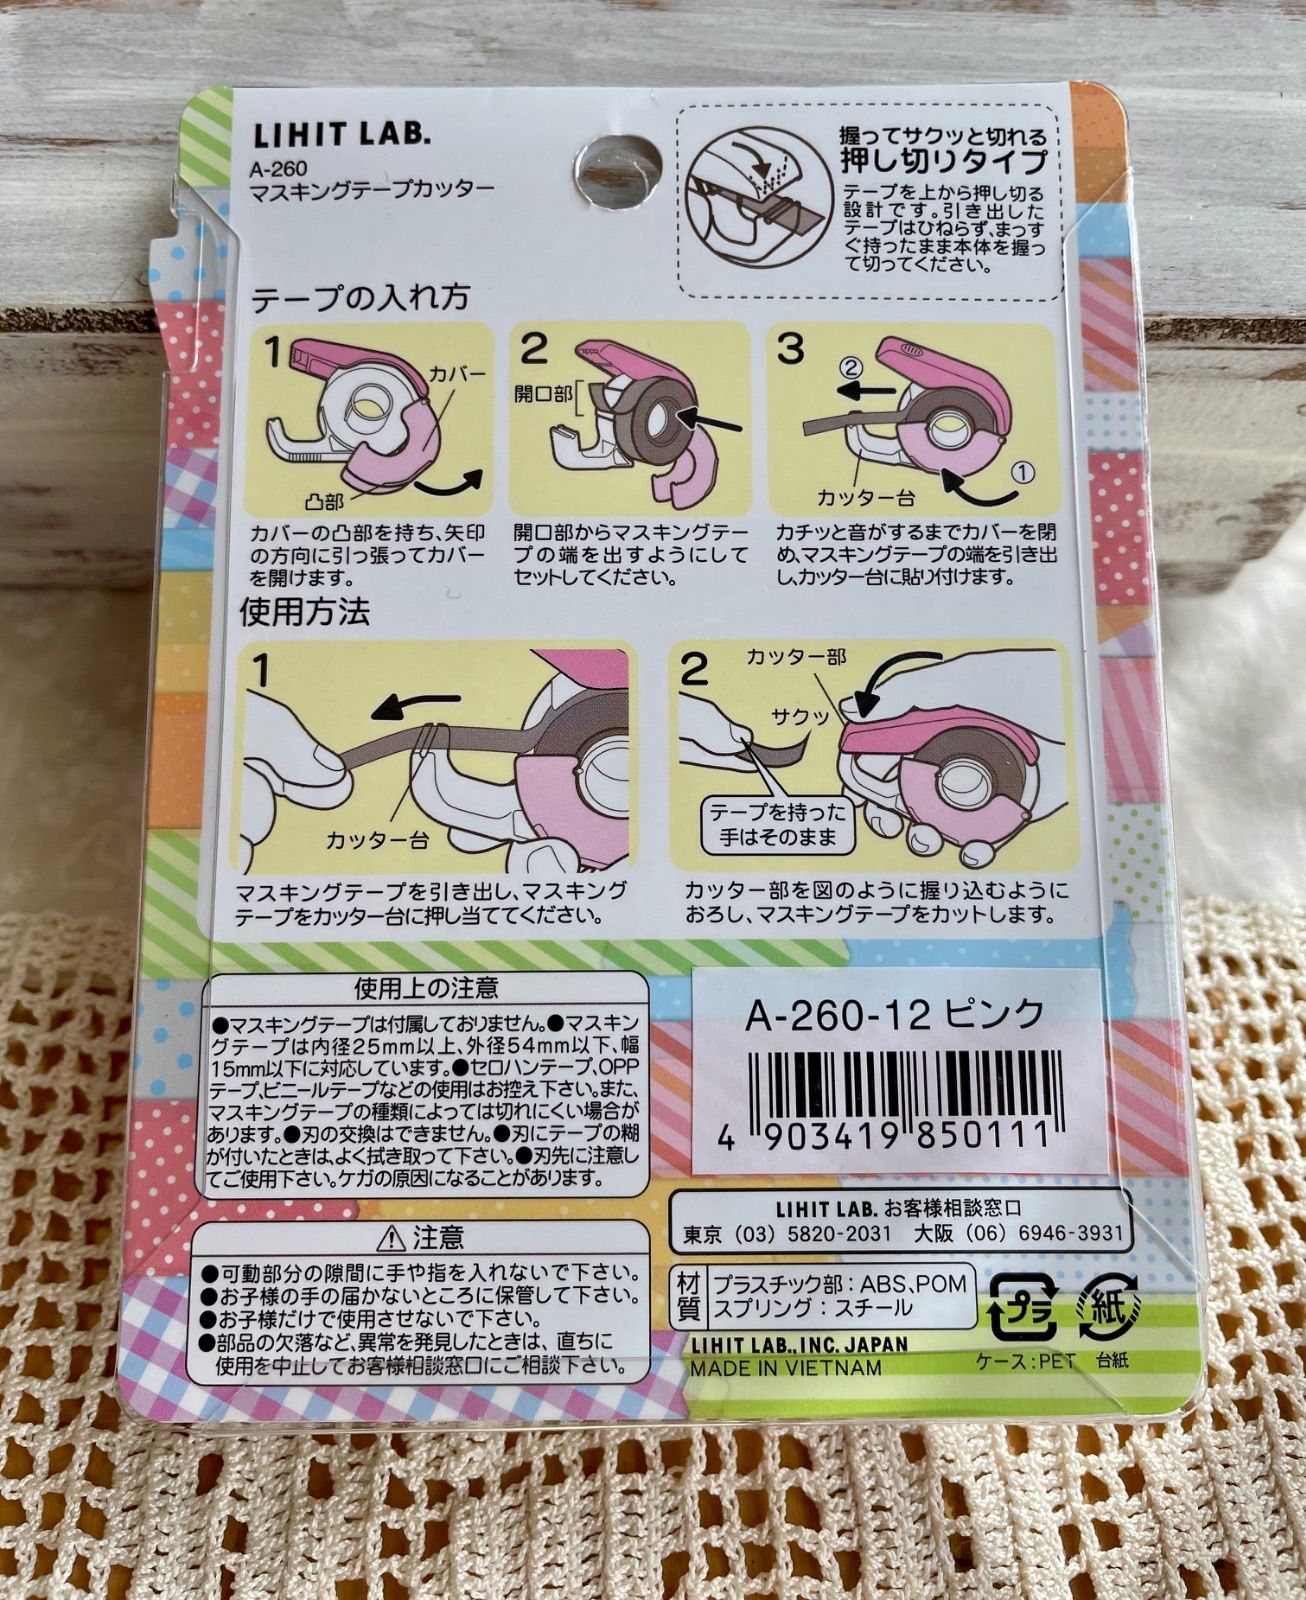 LIHIT LAB.
A-260
マスキングテープカッター
握ってサクッと切れる
押し切りタイプ
テープを上から押し切る
設計です。引き出した
テープはひねらず、まっす
ぐ持ったまま本体を握っ
て切ってください。
テープの入れ方
1
カバー
凸部
カバーの凸部を持ち、矢印
の方向に引っ張ってカバー
を開けます。
2
開口部
開口部からマスキングテー
プの端を出すようにして
セットしてください。
3
②
①
カッター台
カチッと音がするまでカバーを閉
め、マスキングテープの端を引き出
し、カッター台に貼り付けます。
使用方法
1
カッター台
マスキングテープを引き出し、マスキング
テープをカッター台に押し当ててください。
2
カッター部
サクッ
テープを持った
手はそのまま
カッター部を図のように握り込むように
おろし、マスキングテープをカットします。
使用上の注意
●マスキングテープは付属しておりません。●マスキン
グテープは内径25mm以上、外径54mm以下、幅
15mm以下に対応しています。●セロハンテープ、OPP
テープ、ビニールテープなどの使用はお控え下さい。また、
マスキングテープの種類によっては切れにくい場合が
あります。●刃の交換はできません。●刃にテープの糊
が付いたときは、よく拭き取って下さい。●刃先に注意し
てご使用下さい。ケガの原因になることがあります。
注意
●可動部分の隙間に手や指を入れないで下さい。
●お子様の手の届かないところに保管して下さい。
●お子様だけで使用させないで下さい。
●部品の欠落など、異常を発見したときは、直ちに
使用を中止してお客様相談窓口にご相談下さい。
A-260-12 ピンク
4 903419 850111
LIHIT LAB. お客様相談窓口
東京 (03) 5820-2031 大阪 (06) 6946-3931
材質
プラスチック部：ABS、POM
スプリング：スチール
LIHIT LAB., INC. JAPAN
MADE IN VIETNAM
プラ
ケース：PET
紙
台紙